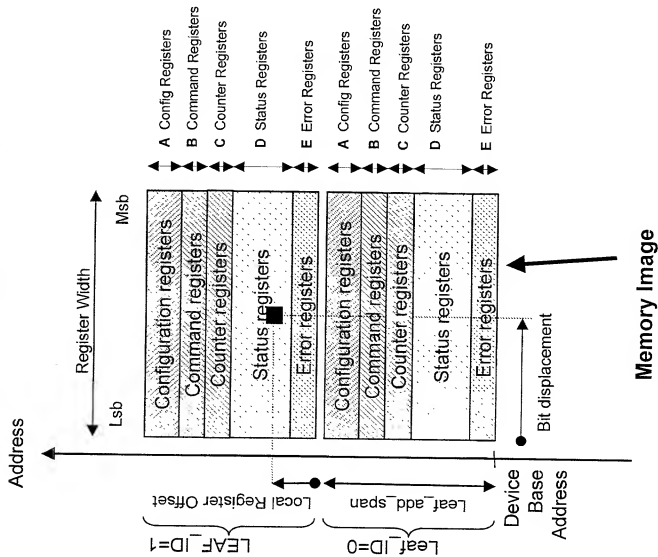 Address
Register Width
Lsb
Msb
LEAF_ID=1
Local Register Offset
Configuration registers
Command registers
Counter registers
Status registers
Error registers
A Config Registers
B Command Registers
C Counter Registers
D Status Registers
E Error Registers
Leaf_ID=0
Leaf_add_span
Configuration registers
Command registers
Counter registers
Status registers
Error registers
A Config Registers
B Command Registers
C Counter Registers
D Status Registers
E Error Registers
Device
Base
Address
Bit displacement
Memory Image